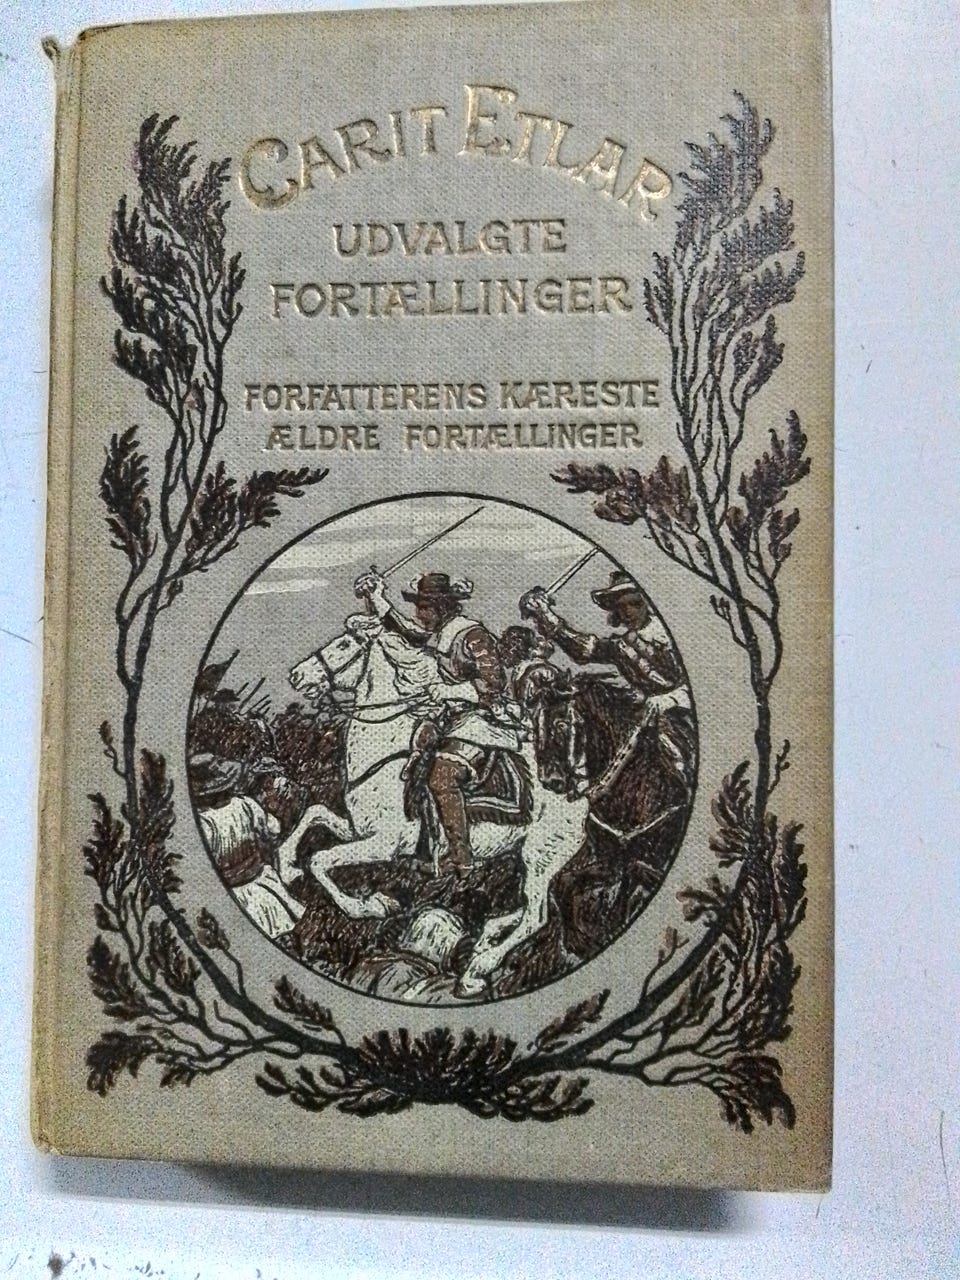 CARIT ETLAR
UDVALGTE
FORTÆLLINGER
FORFATTERENS KÆRESTE
ÆLDRE FORTÆLLINGER